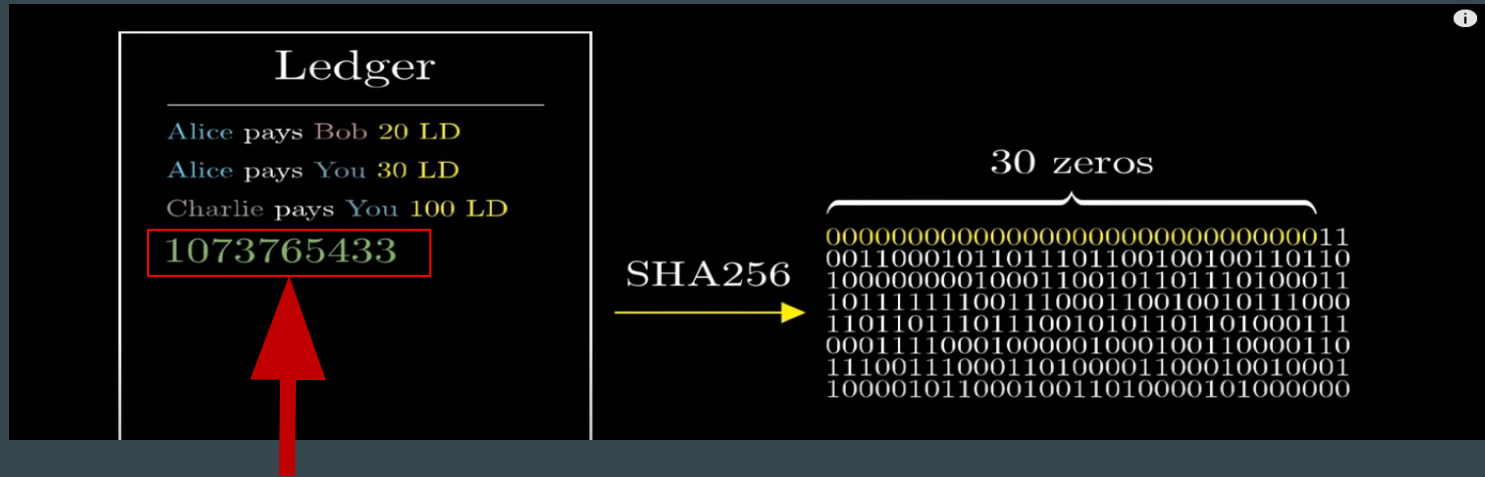 Ledger
Alice pays Bob 20 LD
Alice pays You 30 LD
Charlie pays You 100 LD
1073765433
SHA256
30 zeros
00000000000000000000000000000011
00110001011011101100100100110110
10000000010001100101101110100011
10111111100111000110010010111000
11011011101110010101101101000111
00011110001000001000100110000110
11100111000110100001100010010001
10000101100010011010000101000000
i